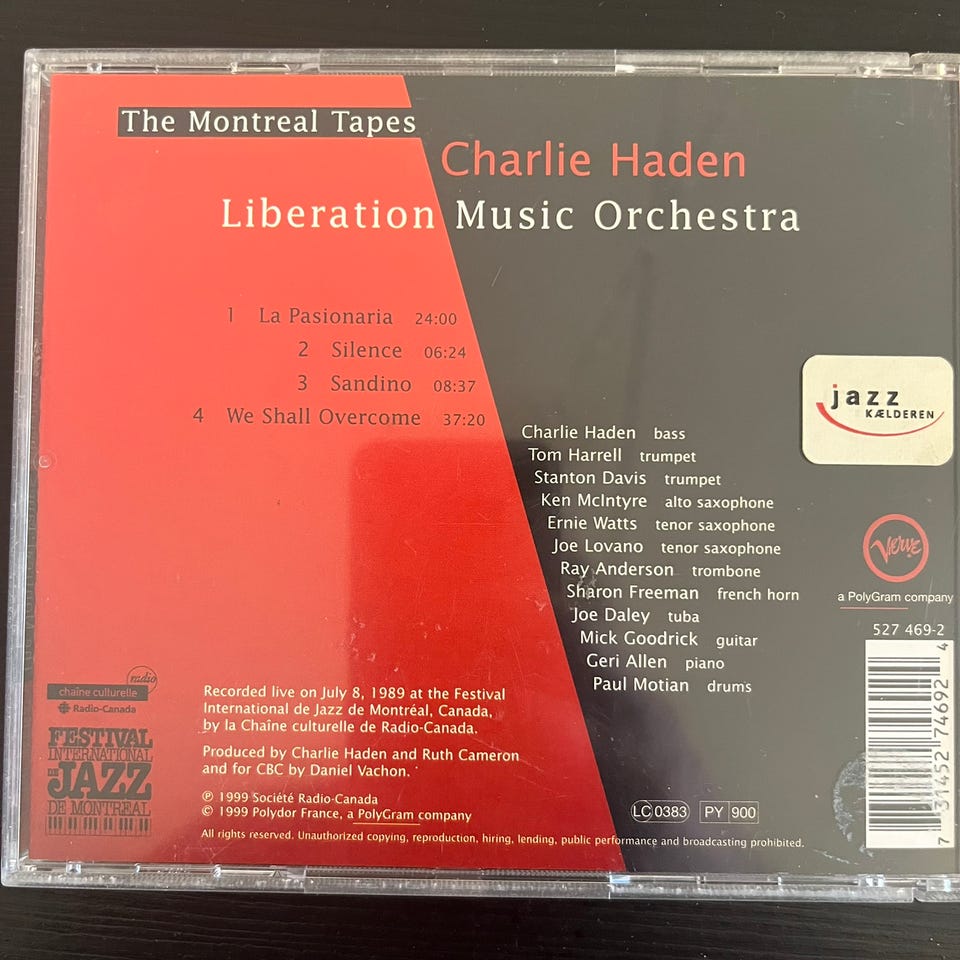 The Montreal Tapes
Charlie Haden
Liberation Music Orchestra
1 La Pasionaria 24:00
2 Silence 06:24
3 Sandino 08:37
4 We Shall Overcome 37:20
jazz
KÆLDEREN
Charlie Haden bass
Tom Harrell trumpet
Stanton Davis trumpet
Ken McIntyre alto saxophone
Ernie Watts tenor saxophone
Joe Lovano tenor saxophone
Ray Anderson trombone
Sharon Freeman french horn
Joe Daley tuba
Mick Goodrick guitar
Geri Allen piano
Paul Motian drums
Verve
a PolyGram company
527 469-2
7 31452 74692 4
radio
chaîne culturelle
Radio-Canada
FESTIVAL
INTERNATIONAL
DE JAZZ
DE MONTREAL
Recorded live on July 8, 1989 at the Festival
International de Jazz de Montréal, Canada,
by la Chaîne culturelle de Radio-Canada.
Produced by Charlie Haden and Ruth Cameron
and for CBC by Daniel Vachon.
℗ 1999 Société Radio-Canada
© 1999 Polydor France, a PolyGram company
LC 0383 PY 900
All rights reserved. Unauthorized copying, reproduction, hiring, lending, public performance and broadcasting prohibited.